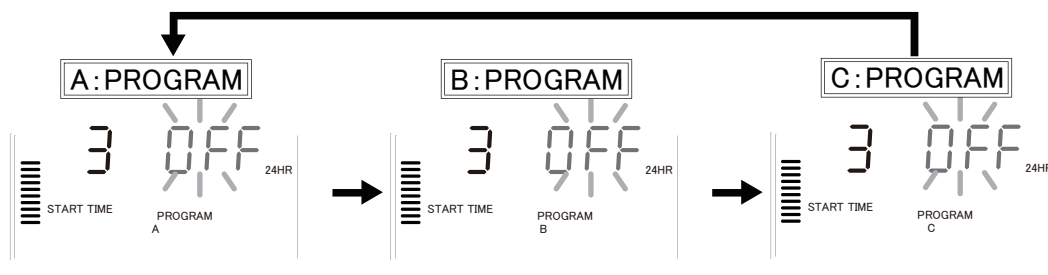 A:PROGRAM
3 OFF
24HR
START TIME
PROGRAM
A
B:PROGRAM
3 OFF
24HR
START TIME
PROGRAM
B
C:PROGRAM
3 OFF
24HR
START TIME
PROGRAM
C